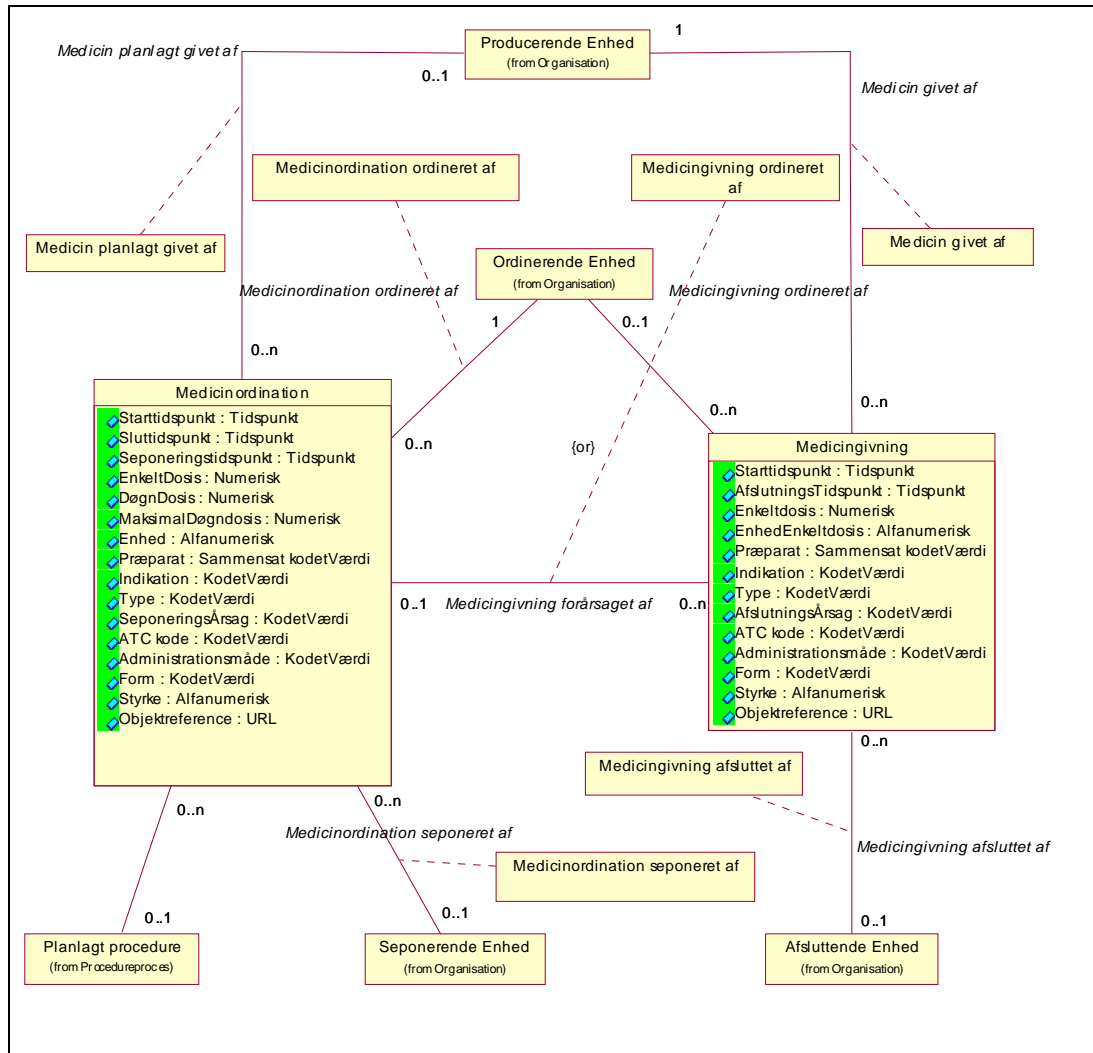 Medicin planlagt givet af
Producerende Enhed
(from Organisation)
1
0..1
Medicin givet af
Medicinordination ordineret af
Medicingivning ordineret
af
Medicin planlagt givet af
Medicin givet af
Ordinerende Enhed
(from Organisation)
Medicinordination ordineret af
Medicingivning ordineret af
1
0..1
0..n
0..n
0..n
0..n
{or}
Medicinordination
Starttidspunkt : Tidspunkt
Sluttidspunkt : Tidspunkt
Seponeringstidspunkt : Tidspunkt
EnkeltDosis : Numerisk
DøgnDosis : Numerisk
MaksimalDøgndosis : Numerisk
Enhed : Alfanumerisk
Præparat : Sammensat kodetVærdi
Indikation : KodetVærdi
Type : KodetVærdi
SeponeringsÅrsag : KodetVærdi
ATC kode : KodetVærdi
Administrationsmåde : KodetVærdi
Form : KodetVærdi
Styrke : Alfanumerisk
Objektreference : URL
Medicingivning
Starttidspunkt : Tidspunkt
AfslutningsTidspunkt : Tidspunkt
Enkeltdosis : Numerisk
EnhedEnkeltdosis : Alfanumerisk
Præparat : Sammensat kodetVærdi
Indikation : KodetVærdi
Type : KodetVærdi
AfslutningsÅrsag : KodetVærdi
ATC kode : KodetVærdi
Administrationsmåde : KodetVærdi
Form : KodetVærdi
Styrke : Alfanumerisk
Objektreference : URL
0..1
Medicingivning forårsaget af
0..n
0..n
Medicingivning afsluttet af
0..n
0..n
Medicinordination seponeret af
Medicingivning afsluttet af
Medicinordination seponeret af
0..1
0..1
0..1
Planlagt procedure
(from Procedureproces)
Seponerende Enhed
(from Organisation)
Afsluttende Enhed
(from Organisation)